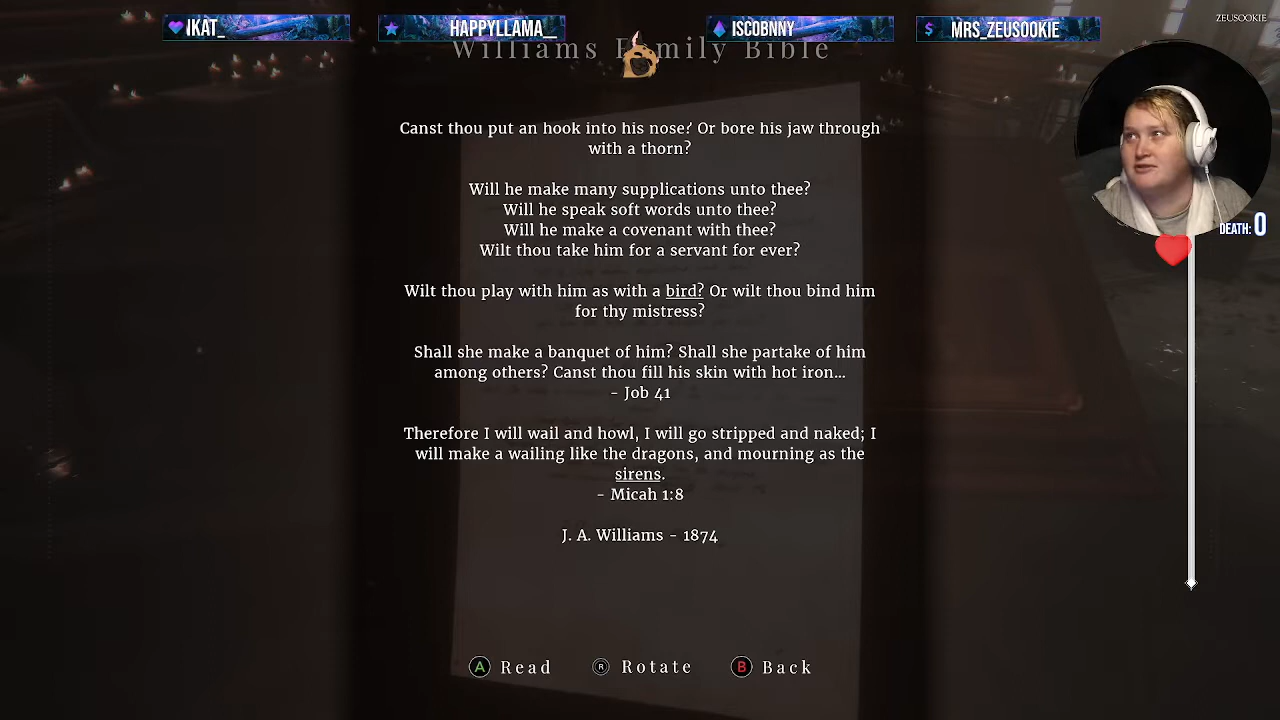 ZEUSOOKIE
IKAT_
HAPPYLLAMA__
ISCOBNNY
$ MRS_ZEUSOOKIE
Williams Family Bible
Canst thou put an hook into his nose? Or bore his jaw through
with a thorn?
Will he make many supplications unto thee?
Will he speak soft words unto thee?
Will he make a covenant with thee?
Wilt thou take him for a servant for ever?
Wilt thou play with him as with a bird? Or wilt thou bind him
for thy mistress?
Shall she make a banquet of him? Shall she partake of him
among others? Canst thou fill his skin with hot iron...
- Job 41
Therefore I will wail and howl, I will go stripped and naked; I
will make a wailing like the dragons, and mourning as the
sirens.
- Micah 1:8
J. A. Williams - 1874
DEATH: 0
A Read R Rotate B Back